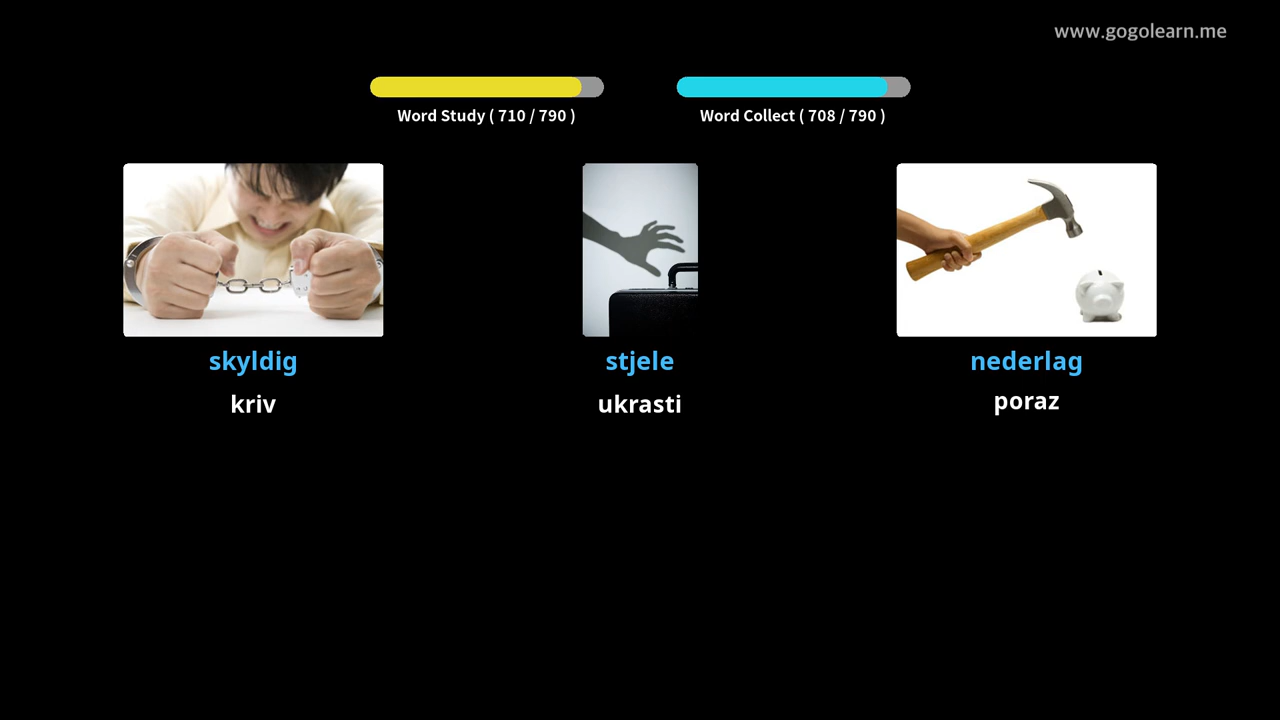 www.gogolearn.me
Word Study ( 710 / 790 )
Word Collect ( 708 / 790 )
skyldig
stjele
nederlag
kriv
ukrasti
poraz